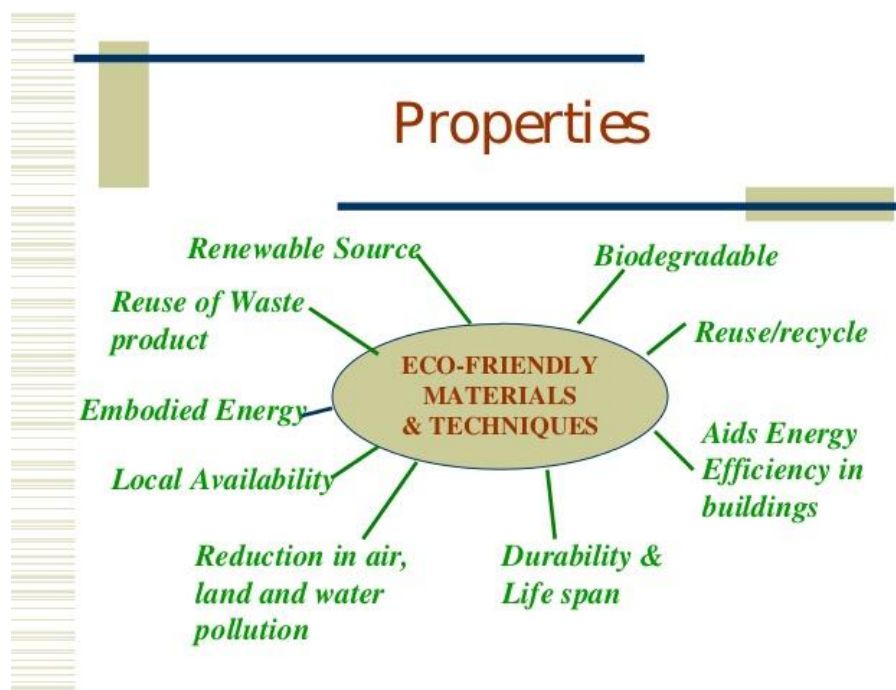 Properties
Renewable Source
Biodegradable
Reuse of Waste
product
Reuse/recycle
ECO-FRIENDLY
MATERIALS
& TECHNIQUES
Embodied Energy
Aids Energy
Efficiency in
buildings
Local Availability
Reduction in air,
land and water
pollution
Durability &
Life span